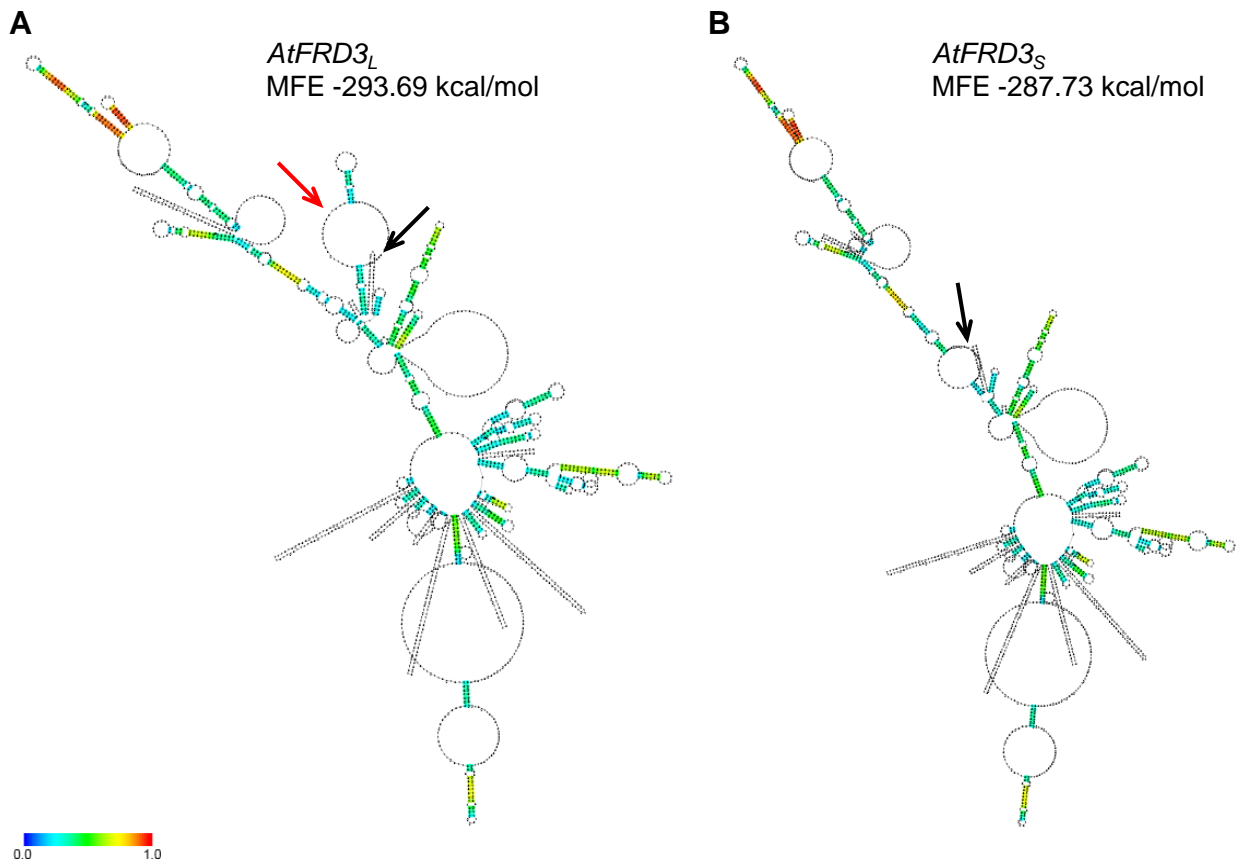 A
AtFRD3L
MFE -293.69 kcal/mol
B
AtFRD3S
MFE -287.73 kcal/mol
0.0 1.0